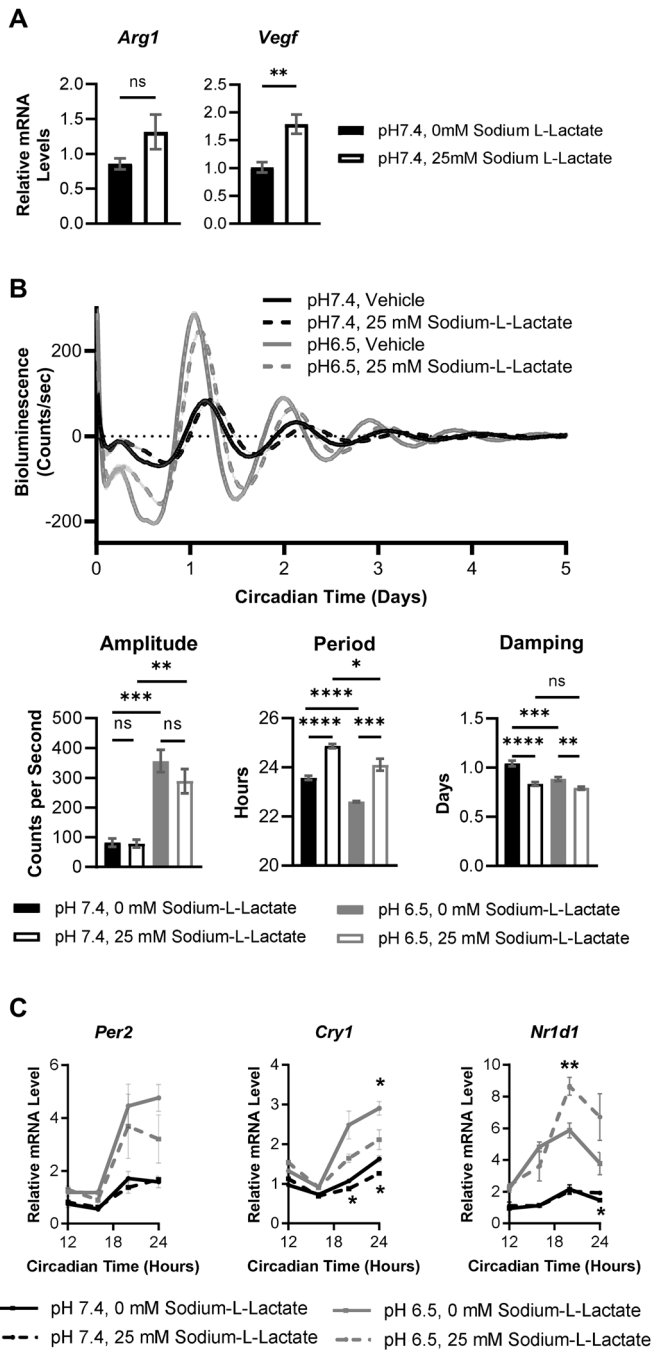 A
Arg1
Vegf
Relative mRNA
Levels
2.0
1.5
1.0
0.5
0.0
ns
2.0
1.5
1.0
0.5
0.0
**
pH7.4, 0mM Sodium L-Lactate
pH7.4, 25mM Sodium L-Lactate
B
pH7.4, Vehicle
pH7.4, 25 mM Sodium-L-Lactate
pH6.5, Vehicle
pH6.5, 25 mM Sodium-L-Lactate
Bioluminescence
(Counts/sec)
200
0
-200
0 1 2 3 4 5
Circadian Time (Days)
Amplitude
**
***
ns ns
Counts per Second
500
400
300
200
100
0
Period
*
****
**** ***
Hours
26
24
22
20
Damping
ns
***
**** **
Days
1.5
1.0
0.5
0.0
pH 7.4, 0 mM Sodium-L-Lactate
pH 7.4, 25 mM Sodium-L-Lactate
pH 6.5, 0 mM Sodium-L-Lactate
pH 6.5, 25 mM Sodium-L-Lactate
C
Per2
Relative mRNA Level
6
4
2
0
12 18 24
Circadian Time (Hours)
Cry1
Relative mRNA Level
4
3
2
1
0
*
* *
12 18 24
Circadian Time (Hours)
Nr1d1
Relative mRNA Level
10
8
6
4
2
0
**
*
12 18 24
Circadian Time (Hours)
pH 7.4, 0 mM Sodium-L-Lactate
pH 7.4, 25 mM Sodium-L-Lactate
pH 6.5, 0 mM Sodium-L-Lactate
pH 6.5, 25 mM Sodium-L-Lactate